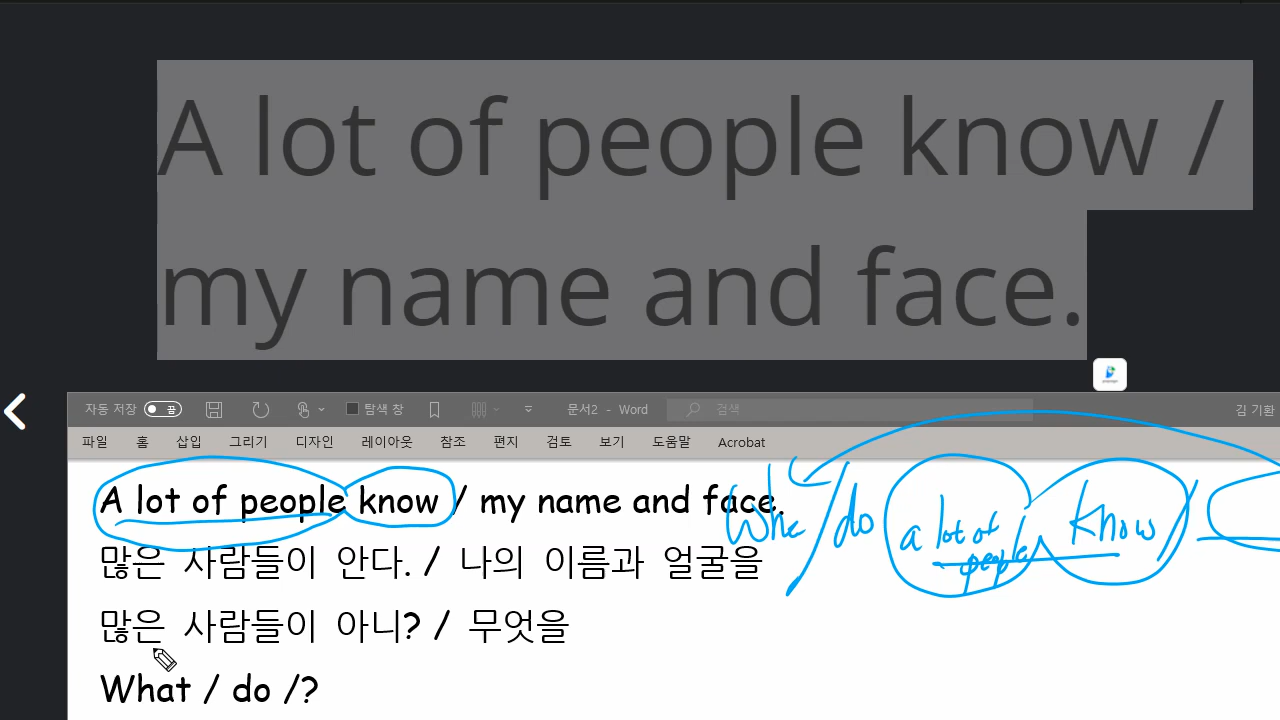 A lot of people know /
my name and face.
자동 저장 끔 탐색 창 문서2 - Word 검색 김 기환
파일 홈 삽입 그리기 디자인 레이아웃 참조 편지 검토 보기 도움말 Acrobat
A lot of people know / my name and face.
/ do a lot of people know /
많은 사람들이 안다. / 나의 이름과 얼굴을
많은 사람들이 아니? / 무엇을
What / do /?